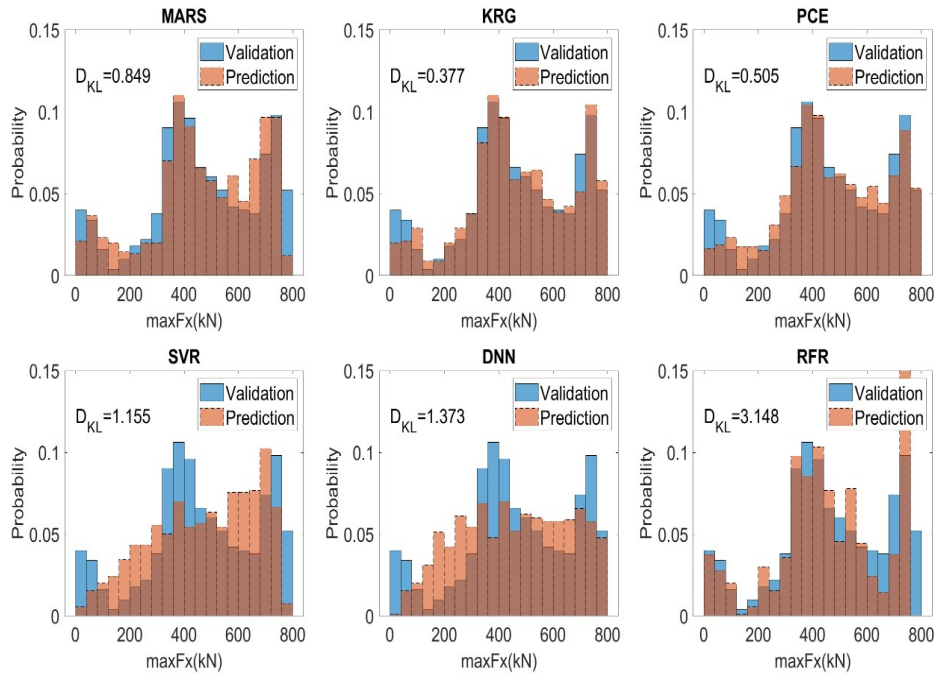 MARS
0.15
0.1
0.05
0
Probability
D_KL=0.849
Validation
Prediction
0 200 400 600 800
maxFx(kN)
KRG
0.15
0.1
0.05
0
Probability
D_KL=0.377
Validation
Prediction
0 200 400 600 800
maxFx(kN)
PCE
0.15
0.1
0.05
0
Probability
D_KL=0.505
Validation
Prediction
0 200 400 600 800
maxFx(kN)
SVR
0.15
0.1
0.05
0
Probability
D_KL=1.155
Validation
Prediction
0 200 400 600 800
maxFx(kN)
DNN
0.15
0.1
0.05
0
Probability
D_KL=1.373
Validation
Prediction
0 200 400 600 800
maxFx(kN)
RFR
0.15
0.1
0.05
0
Probability
D_KL=3.148
Validation
Prediction
0 200 400 600 800
maxFx(kN)